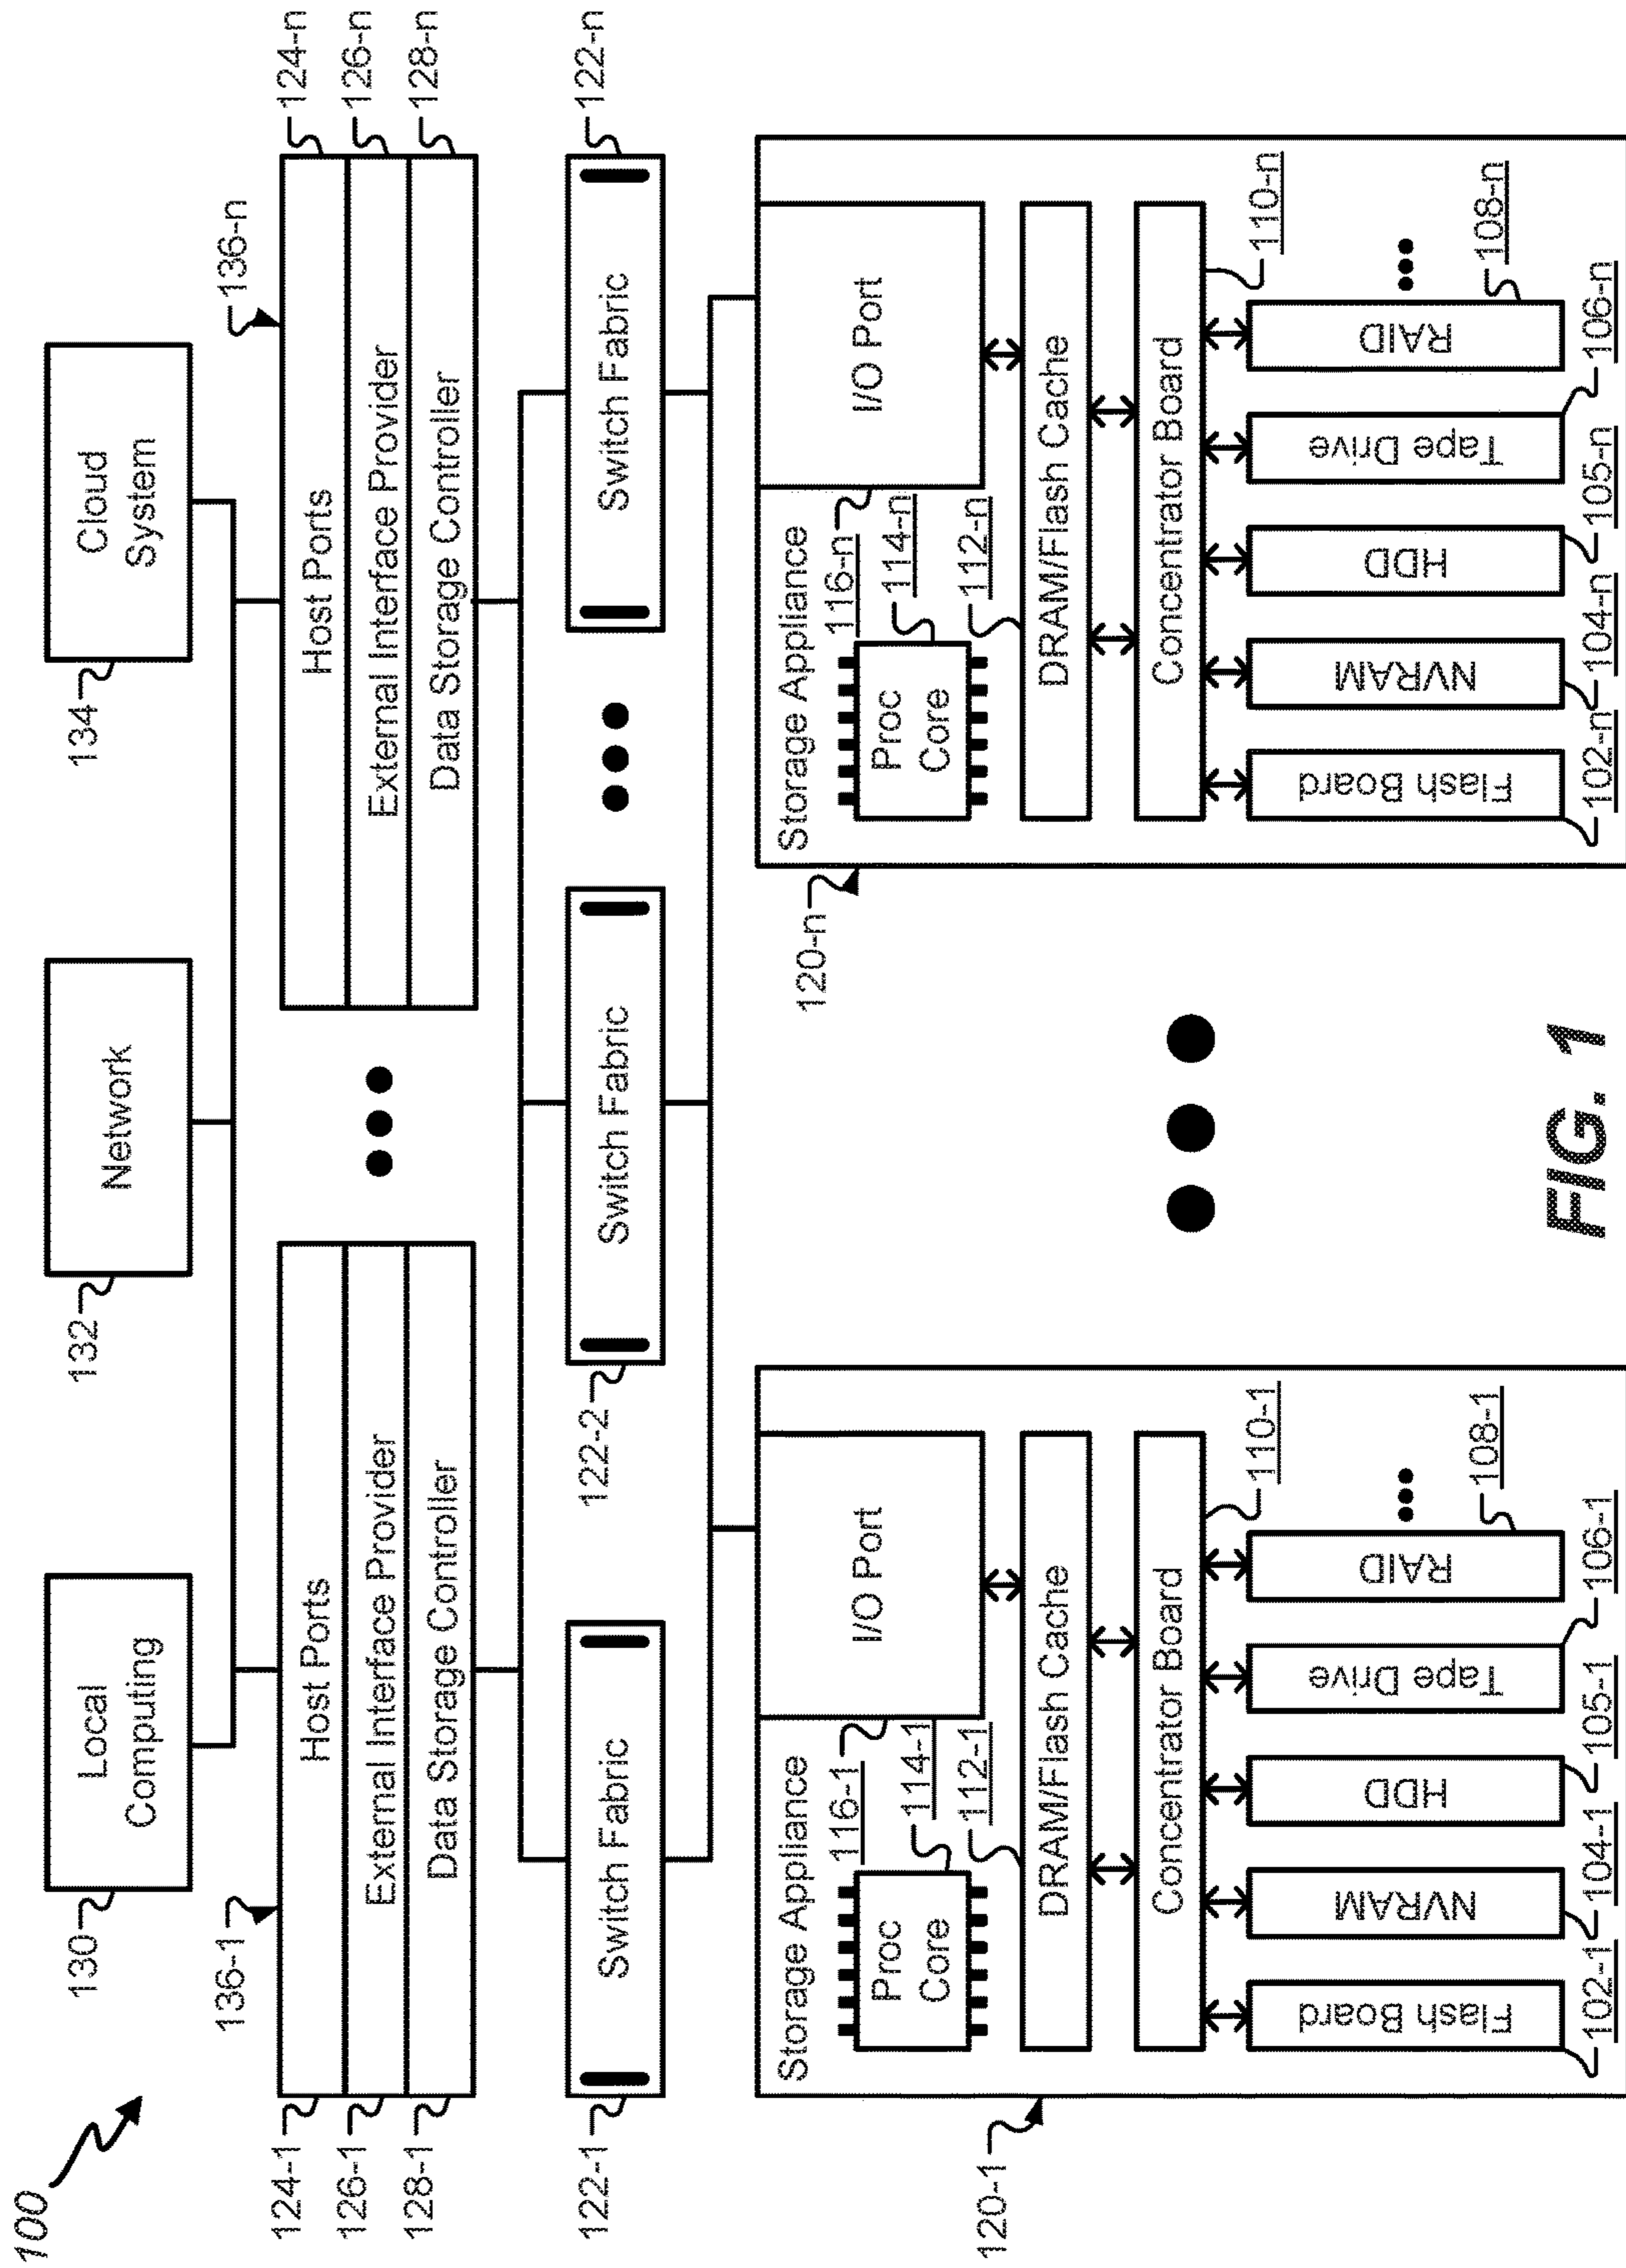 100
Local
Computing
130
Network
132
Cloud
System
134
136-1
136-n
Host Ports
124-1
External Interface Provider
126-1
Data Storage Controller
128-1
Host Ports
124-n
External Interface Provider
126-n
Data Storage Controller
128-n
Switch Fabric
122-1
Switch Fabric
122-2
Switch Fabric
122-n
120-1
Storage Appliance
116-1
I/O Port
Proc
Core
114-1
112-1
DRAM/Flash Cache
Concentrator Board
110-1
Flash Board
NVRAM
HDD
Tape Drive
RAID
108-1
102-1
104-1
105-1
106-1
120-n
Storage Appliance
116-n
I/O Port
Proc
Core
114-n
112-n
DRAM/Flash Cache
Concentrator Board
110-n
Flash Board
NVRAM
HDD
Tape Drive
RAID
108-n
102-n
104-n
105-n
106-n
FIG. 1